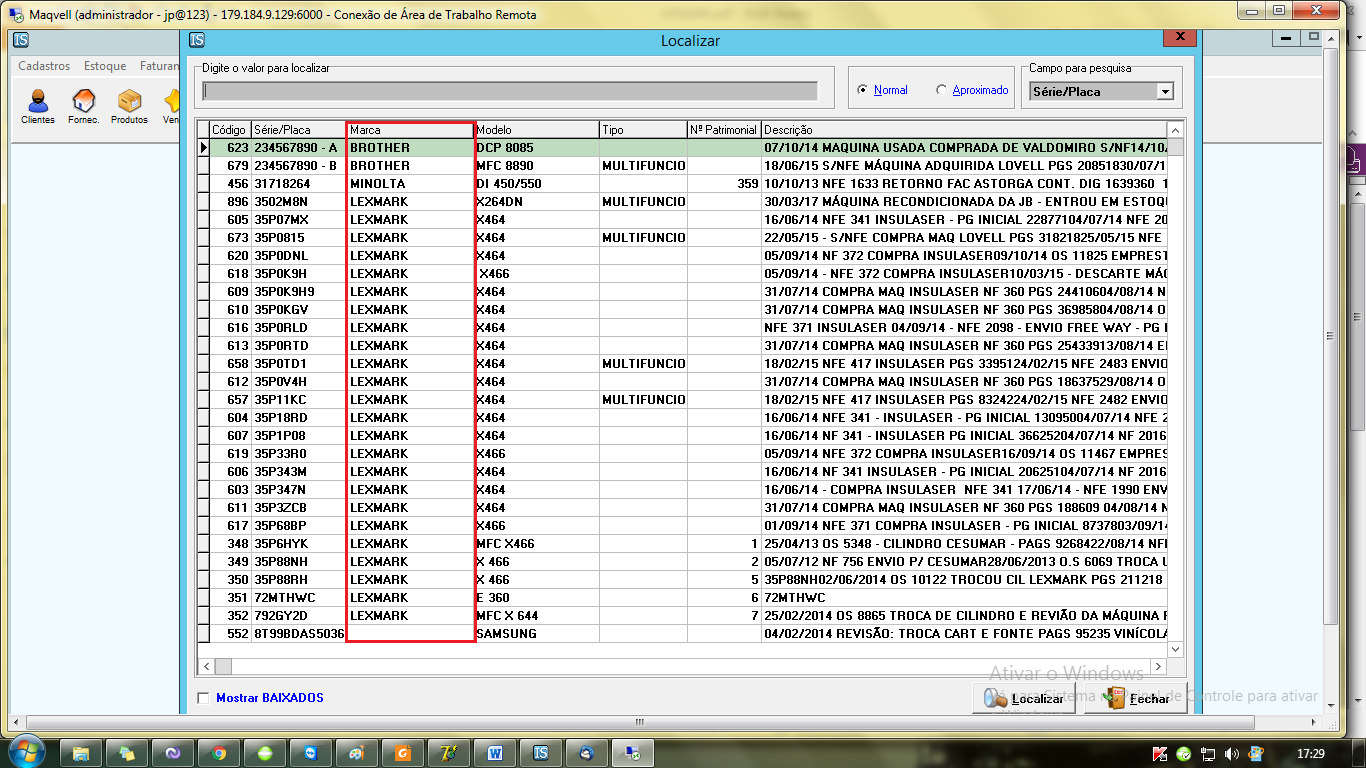 Maqvell (administrador - jp@123) - 179.184.9.129:6000 - Conexão de Área de Trabalho Remota
IS
IS Localizar X
Cadastros Estoque Faturan
Clientes Fornec. Produtos Ven
Digite o valor para localizar
Normal Aproximado
Campo para pesquisa
Série/Placa
Código Série/Placa Marca Modelo Tipo Nº Patrimonial Descrição
623 234567890 - A BROTHER DCP 8085 07/10/14 MAQUINA USADA COMPRADA DE VALDOMIRO S/NF14/10/
679 234567890 - B BROTHER MFC 8890 MULTIFUNCIO 18/06/15 S/NFE MÁQUINA ADQUIRIDA LOVELL PGS 20851830/07/1
456 31718264 MINOLTA DI 450/550 359 10/10/13 NFE 1633 RETORNO FAC ASTORGA CONT. DIG 1639360 1
896 3502M8N LEXMARK X264DN MULTIFUNCIO 30/03/17 MÁQUINA RECONDICIONADA DA JB - ENTROU EM ESTOQU
605 35P07MX LEXMARK X464 16/06/14 NFE 341 INSULASER - PG INICIAL 22877104/07/14 NFE 20
673 35P0815 LEXMARK X464 MULTIFUNCIO 22/05/15 - S/NFE COMPRA MAQ LOVELL PGS 31821825/05/15 NFE
620 35P0DNL LEXMARK X464 05/09/14 NF 372 COMPRA INSULASER09/10/14 OS 11825 EMPREST
618 35P0K9H LEXMARK X466 05/09/14 - NFE 372 COMPRA INSULASER10/03/15 - DESCARTE MÁC
609 35P0K9H9 LEXMARK X464 31/07/14 COMPRA MAQ INSULASER NF 360 PGS 24410604/08/14 N
610 35P0KGV LEXMARK X464 31/07/14 COMPRA MAQ INSULASER NF 360 PGS 36985804/08/14 O
616 35P0RLD LEXMARK X464 NFE 371 INSULASER 04/09/14 - NFE 2098 - ENVIO FREE WAY - PG I
613 35P0RTD LEXMARK X464 31/07/14 COMPRA MAQ INSULASER NF 360 PGS 25433913/08/14 EI
658 35P0TD1 LEXMARK X464 MULTIFUNCIO 18/02/15 NFE 417 INSULASER PGS 3395124/02/15 NFE 2483 ENVIO
612 35P0V4H LEXMARK X464 31/07/14 COMPRA MAQ INSULASER NF 360 PGS 18637529/08/14 O
657 35P11KC LEXMARK X464 MULTIFUNCIO 18/02/15 NFE 417 INSULASER PGS 8324224/02/15 NFE 2482 ENVIO
604 35P18RD LEXMARK X464 16/06/14 NFE 341 - INSULASER - PG INICIAL 13095004/07/14 NFE 2
607 35P1P08 LEXMARK X464 16/06/14 NF 341 - INSULASER PG INICIAL 36625204/07/14 NF 2016
619 35P33R0 LEXMARK X466 05/09/14 NFE 372 COMPRA INSULASER16/09/14 OS 11467 EMPRES
606 35P343M LEXMARK X464 16/06/14 NF 341 INSULASER - PG INICIAL 20625104/07/14 NF 2016
603 35P347N LEXMARK X464 16/06/14 - COMPRA INSULASER NFE 341 17/06/14 - NFE 1990 ENV
611 35P3ZCB LEXMARK X464 31/07/14 COMPRA MAQ INSULASER NF 360 PGS 188609 04/08/14 N
617 35P68BP LEXMARK X466 01/09/14 NFE 371 COMPRA INSULASER - PG INICIAL 8737803/09/14
348 35P6HYK LEXMARK MFC X466 1 25/04/13 OS 5348 - CILINDRO CESUMAR - PAGS 9268422/08/14 NFI
349 35P88NH LEXMARK X 466 2 05/07/12 NF 756 ENVIO P/ CESUMAR28/06/2013 O.S 6069 TROCA U
350 35P88RH LEXMARK X 466 5 35P88NH02/06/2014 OS 10122 TROCOU CIL LEXMARK PGS 211218
351 72MTHWC LEXMARK E 360 6 72MTHWC
352 792GY2D LEXMARK MFC X 644 7 25/02/2014 OS 8865 TROCA DE CILINDRO E REVIÃO DA MÁQUINA F
552 8T99BDAS5036 SAMSUNG 04/02/2014 REVISÃO: TROCA CART E FONTE PAGS 95235 VINÍCOLA
Mostrar BAIXADOS
Localizar Fechar
Ativar o Windows
para Sistema no Painel de Controle para ativar
17:29